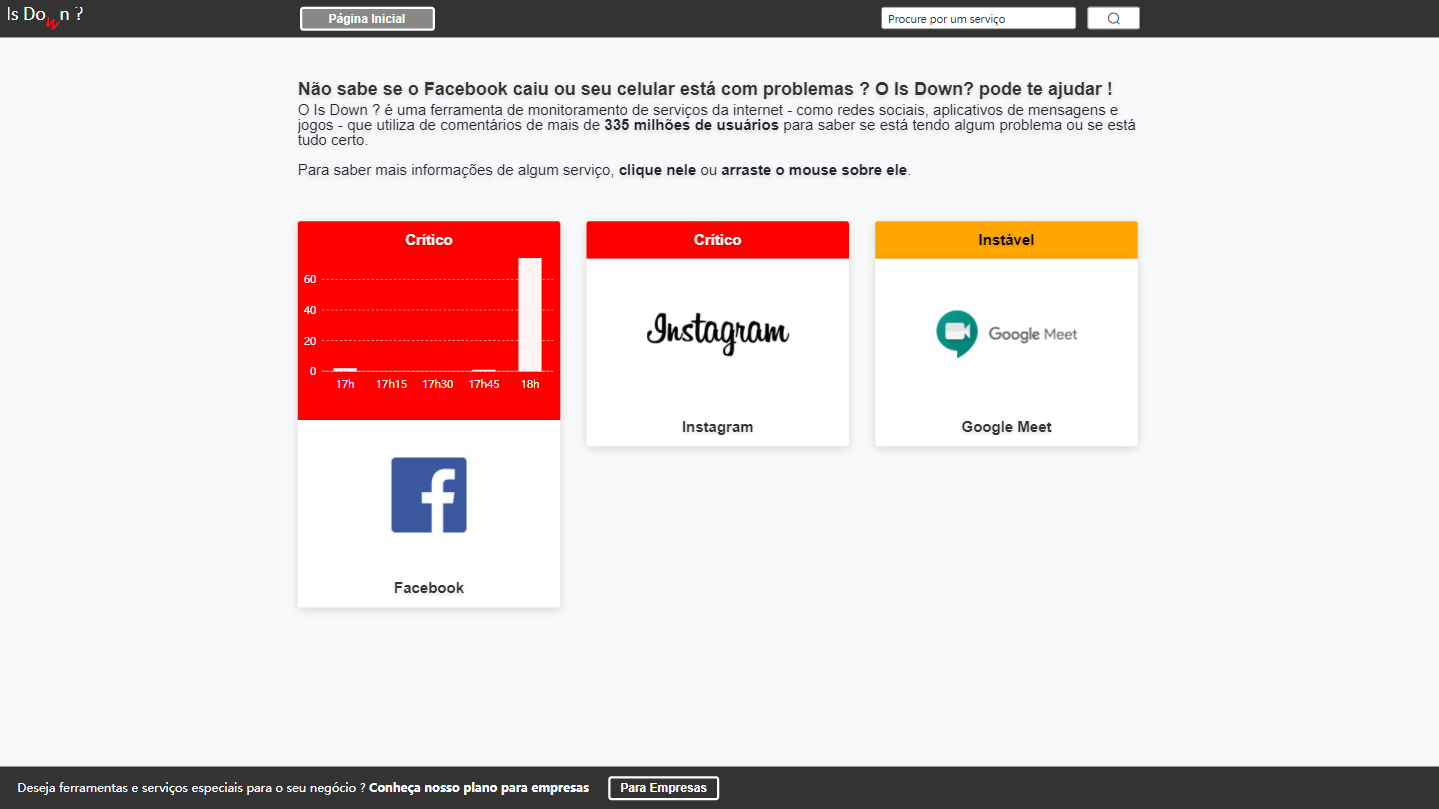 Is Down ?
Página Inicial
Procure por um serviço
Não sabe se o Facebook caiu ou seu celular está com problemas ? O Is Down? pode te ajudar !
O Is Down ? é uma ferramenta de monitoramento de serviços da internet - como redes sociais, aplicativos de mensagens e
jogos - que utiliza de comentários de mais de 335 milhões de usuários para saber se está tendo algum problema ou se está
tudo certo.
Para saber mais informações de algum serviço, clique nele ou arraste o mouse sobre ele.
Crítico
60
40
20
0
17h 17h15 17h30 17h45 18h
Facebook
Crítico
Instagram
Instagram
Instável
Google Meet
Google Meet
Deseja ferramentas e serviços especiais para o seu negócio ? Conheça nosso plano para empresas
Para Empresas